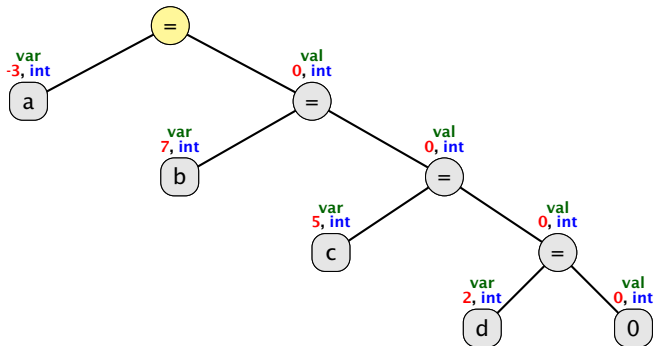 =
var
-3, int
a
val
0, int
=
var
7, int
b
val
0, int
=
var
5, int
c
val
0, int
=
var
2, int
d
val
0, int
0